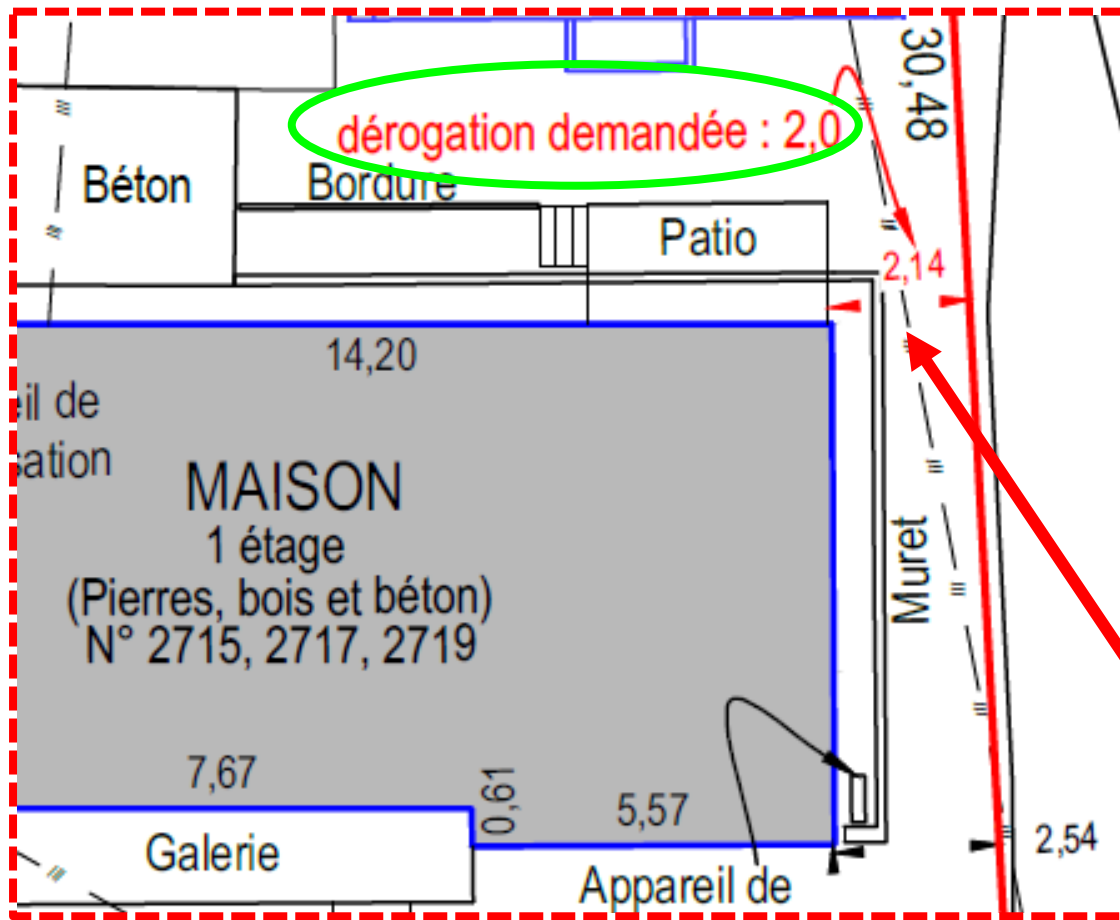 30,48
dérogation demandée : 2,0
Béton
Bordure
Patio
2,14
14,20
eil de
sation
MAISON
1 étage
(Pierres, bois et béton)
N° 2715, 2717, 2719
Muret
7,67
0,61
5,57
2,54
Galerie
Appareil de